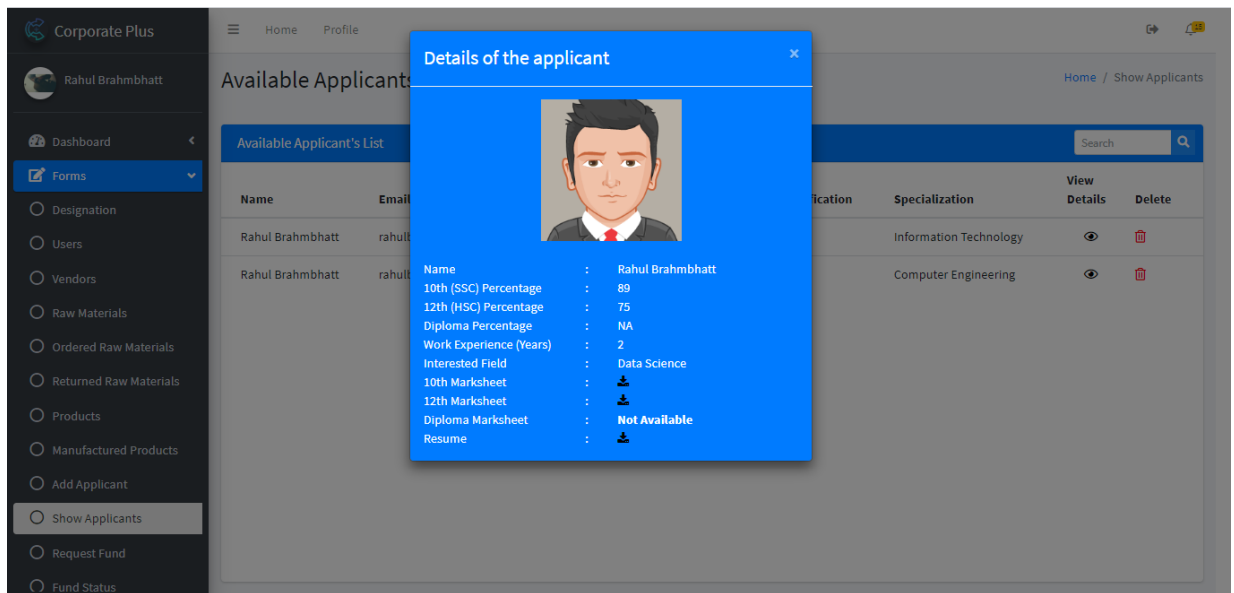 Corporate Plus
Home Profile
15
Rahul Brahmbhatt
Available Applicants
Home / Show Applicants
Details of the applicant ×
Dashboard
Forms
Designation
Users
Vendors
Raw Materials
Ordered Raw Materials
Returned Raw Materials
Products
Manufactured Products
Add Applicant
Show Applicants
Request Fund
Fund Status
Available Applicant's List
Search
Name Email Specialization View Details Delete
Rahul Brahmbhatt Information Technology
Rahul Brahmbhatt Computer Engineering
Name : Rahul Brahmbhatt
10th (SSC) Percentage : 89
12th (HSC) Percentage : 75
Diploma Percentage : NA
Work Experience (Years) : 2
Interested Field : Data Science
10th Marksheet :
12th Marksheet :
Diploma Marksheet : Not Available
Resume :